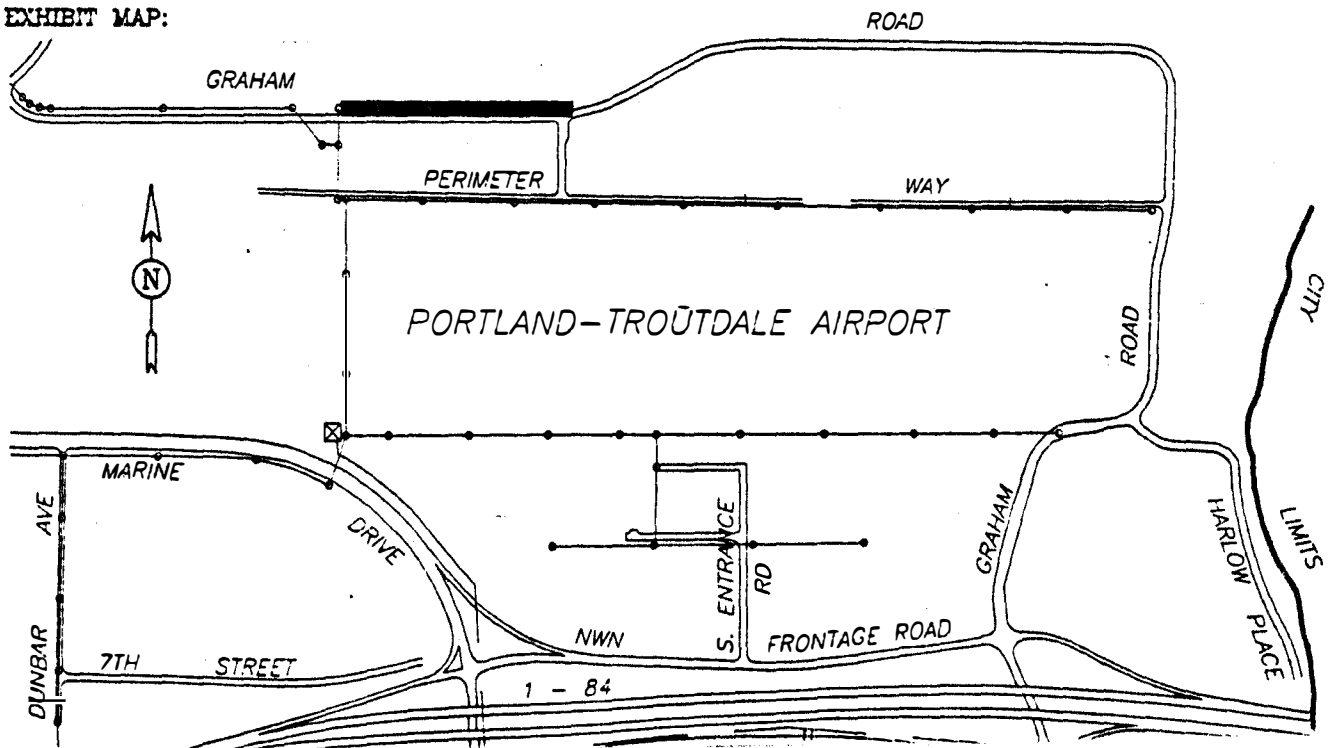 EXHIBIT MAP:
ROAD
GRAHAM
PERIMETER
WAY
N
CITY
PORTLAND-TROUTDALE AIRPORT
ROAD
MARINE
DRIVE
AVE
S. ENTRANCE
RD
GRAHAM
HARLOW
LIMITS
PLACE
NWN
FRONTAGE ROAD
7TH
STREET
DUNBAR
1 - 84